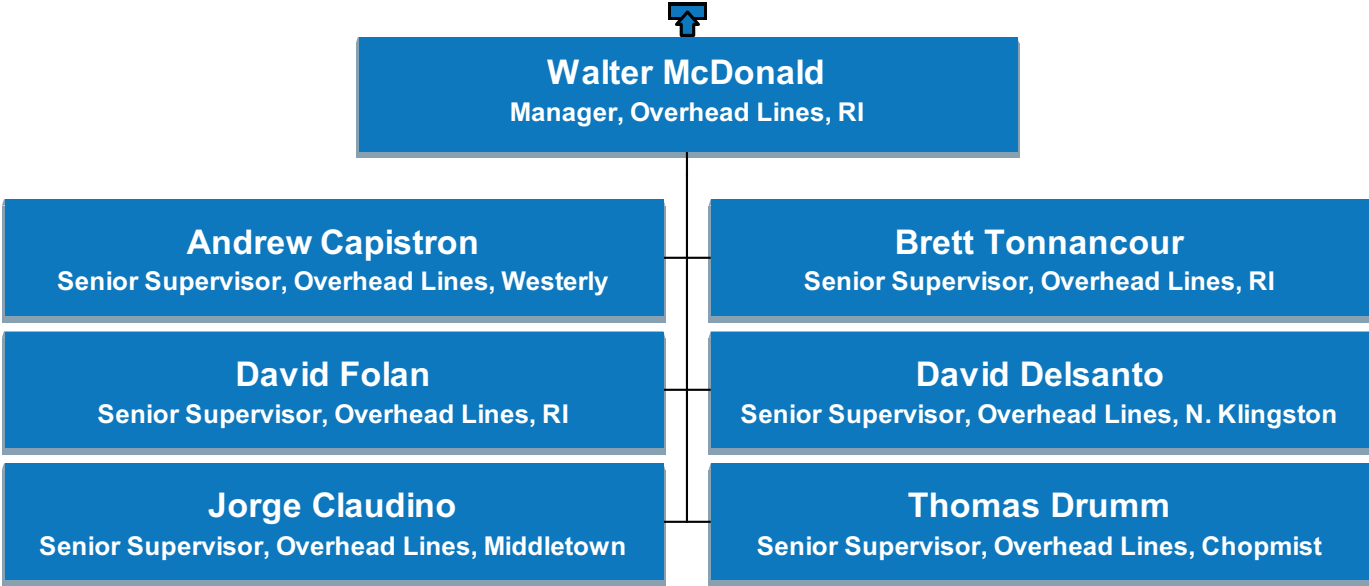 Walter McDonald
Manager, Overhead Lines, RI
Andrew Capistron
Senior Supervisor, Overhead Lines, Westerly
Brett Tonnancour
Senior Supervisor, Overhead Lines, RI
David Folan
Senior Supervisor, Overhead Lines, RI
David Delsanto
Senior Supervisor, Overhead Lines, N. Klingston
Jorge Claudino
Senior Supervisor, Overhead Lines, Middletown
Thomas Drumm
Senior Supervisor, Overhead Lines, Chopmist